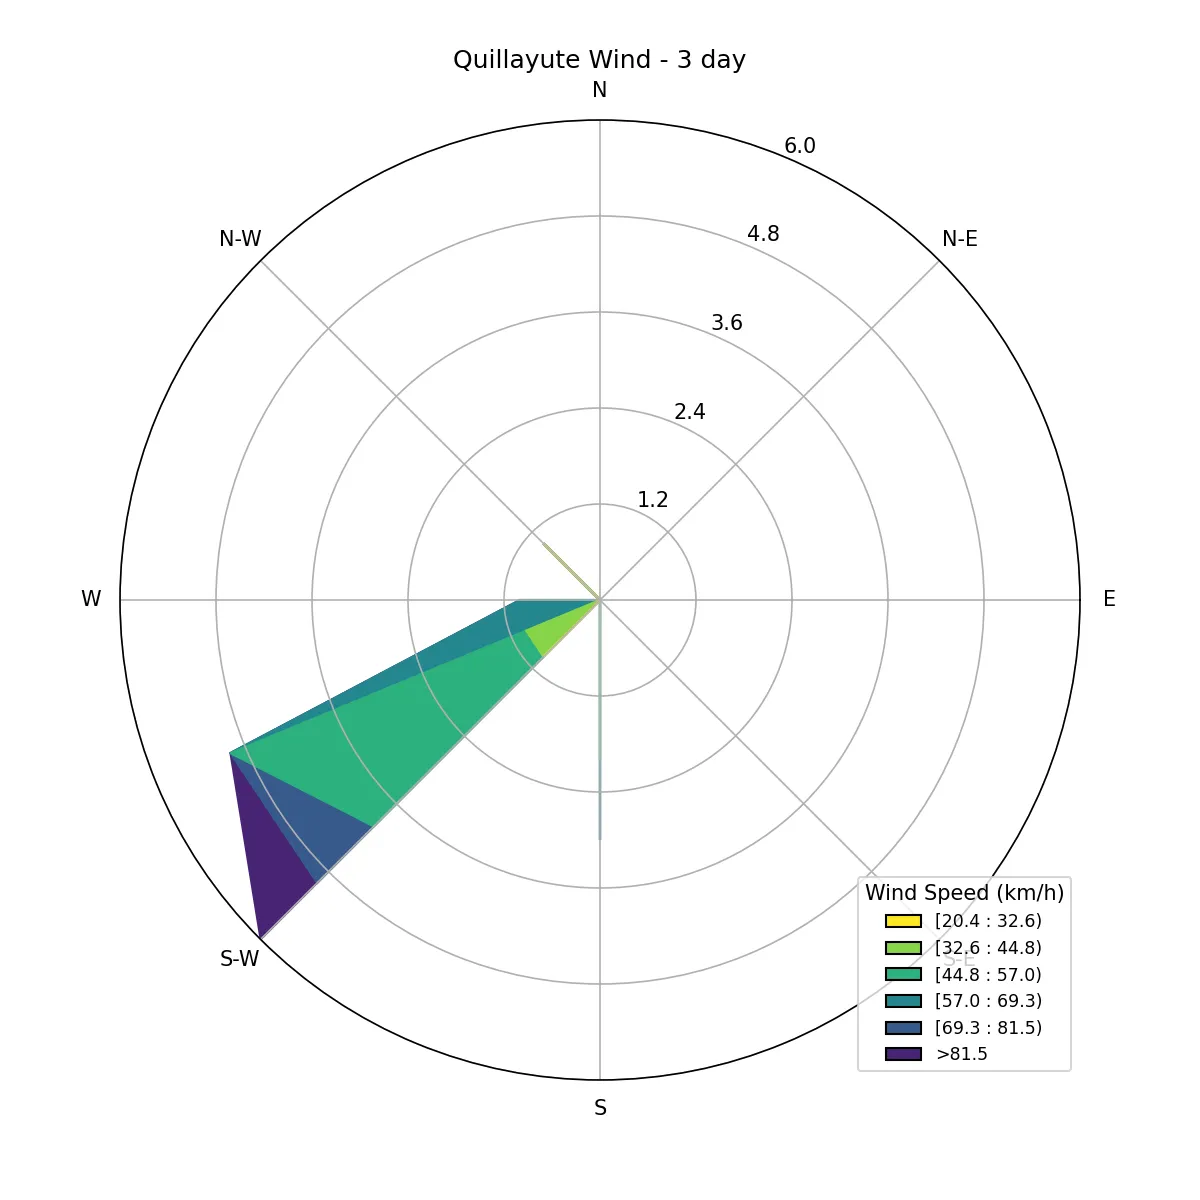 Quillayute Wind - 3 day
N
6.0
N-W
N-E
4.8
3.6
2.4
1.2
W
E
S-W
S-E
Wind Speed (km/h)
[20.4 : 32.6)
[32.6 : 44.8)
[44.8 : 57.0)
[57.0 : 69.3)
[69.3 : 81.5)
>81.5
S